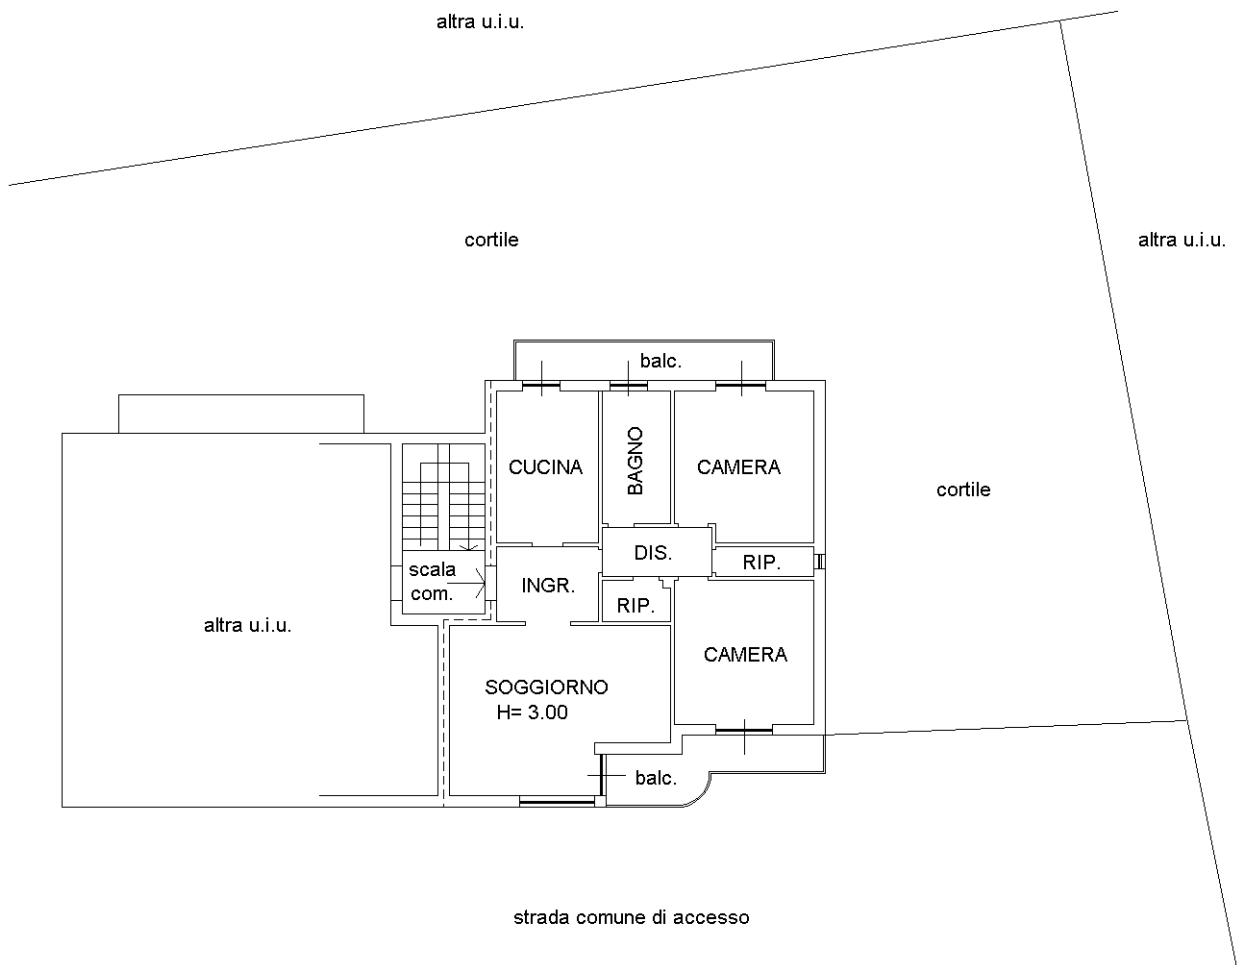 altra u.i.u.
cortile
altra u.i.u.
balc.
CUCINA
BAGNO
CAMERA
cortile
DIS.
RIP.
scala
com.
INGR.
RIP.
altra u.i.u.
CAMERA
SOGGIORNO
H= 3.00
balc.
strada comune di accesso